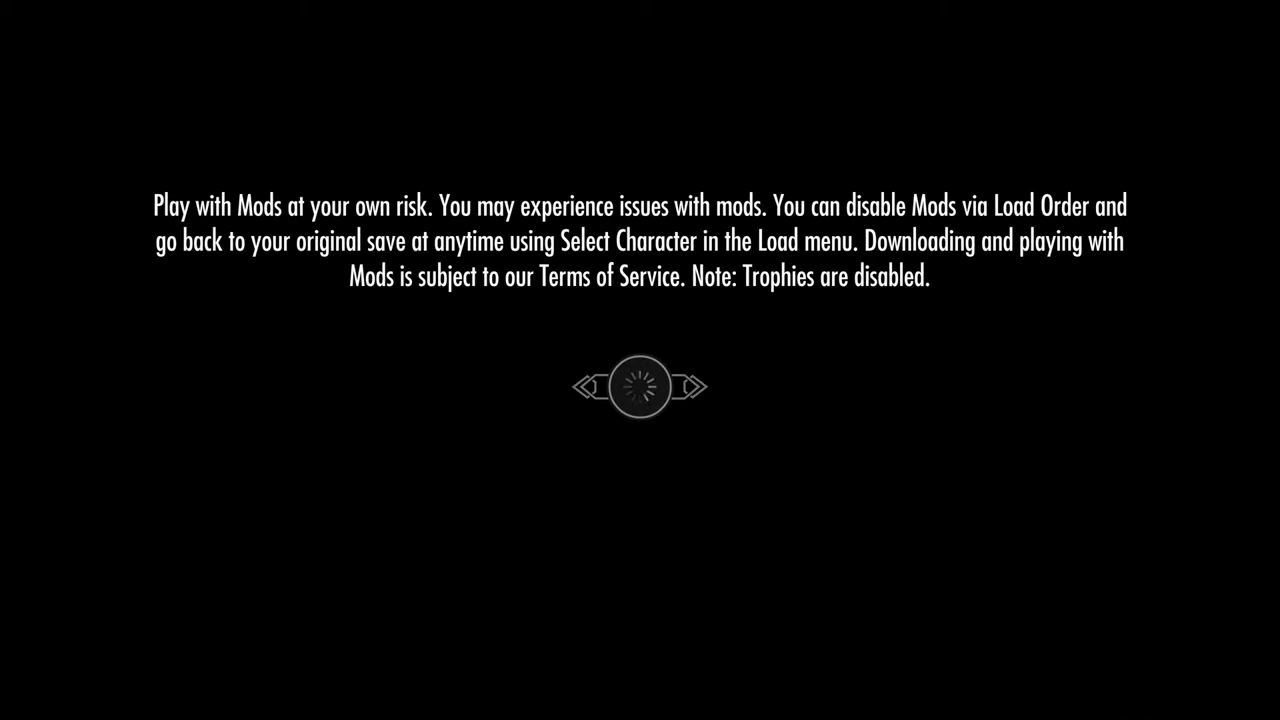 Play with Mods at your own risk. You may experience issues with mods. You can disable Mods via Load Order and
go back to your original save at anytime using Select Character in the Load menu. Downloading and playing with
Mods is subject to our Terms of Service. Note: Trophies are disabled.